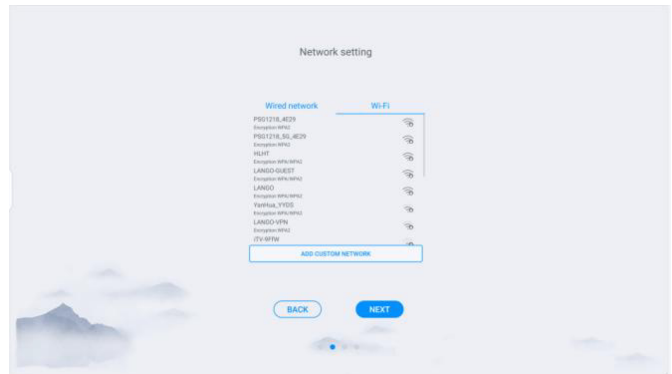 Network setting
Wired network Wi-Fi
PSG1218_4E29
Encryption:WPA2
PSG1218_5G_4E29
Encryption:WPA2
HLHT
Encryption:WPA/WPA2
LANGO-GUEST
Encryption:WPA/WPA2
LANGO
Encryption:WPA/WPA2
YanHua_YYDS
Encryption:WPA/WPA2
LANGO-VPN
Encryption:WPA2
ADD CUSTOM NETWORK
BACK NEXT